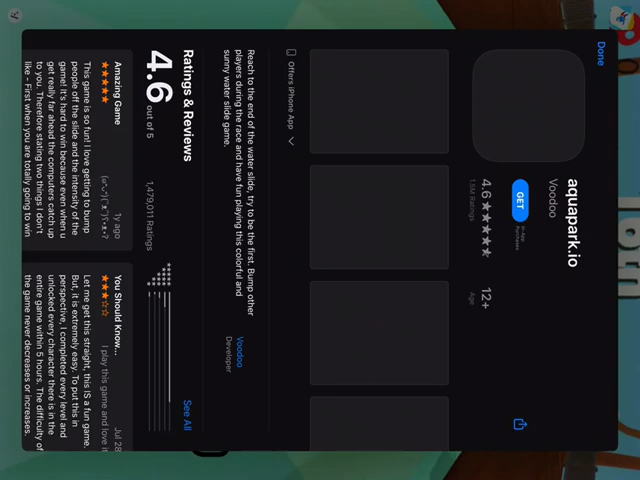 Done
aquapark.io
Voodoo
GET
In-App
Purchases
4.6 ★★★★★
1.5M Ratings
12+
Age
Offers iPhone App
Reach to the end of the water slide, try to be the first. Bump other
players during the race and have fun playing this colorful and
sunny water slide game.
Voodoo
Developer
Ratings & Reviews
See All
4.6 out of 5
1,479,011 Ratings
Amazing Game
1y ago
★★★★★
This game is so fun! I love getting to bump
people off the slide and the intensity of the
game! It's hard to win because even when u
get really far ahead the computers catch up
to you. Therefore stating two things I don't
like - First when you are totally going to win
You Should Know...
Jul 28
★★★☆☆
I play this game and love it
Let me get this straight, this IS a fun game.
But, it is extremely easy. To put this in
perspective, I completed every level and
unlocked every character there is in the
entire game within 5 hours. The difficulty of
the game never decreases or increases.